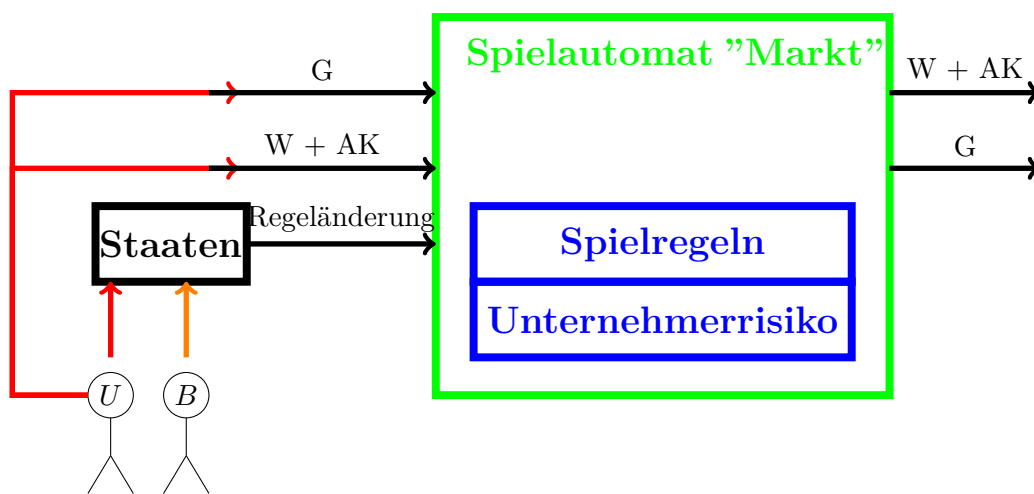 Spielautomat ”Markt”
G
W + AK
W + AK
G
Regeländerung
Staaten
Spielregeln
Unternehmerrisiko
U
B